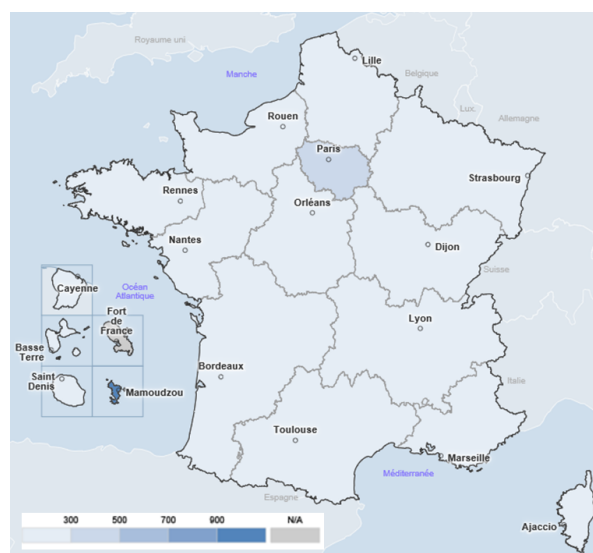 Royaume uni
Lille
Manche
Belgique
Lux.
Allemagne
Rouen
Paris
Strasbourg
Rennes
Orléans
Nantes
Dijon
Suisse
Cayenne
Océan
Atlantique
Fort
de
France
Lyon
Basse
Terre
Bordeaux
Italie
Saint
Denis
Mamoudzou
Toulouse
Marseille
Méditerranée
Espagne
Ajaccio
300 500 700 900 N/A